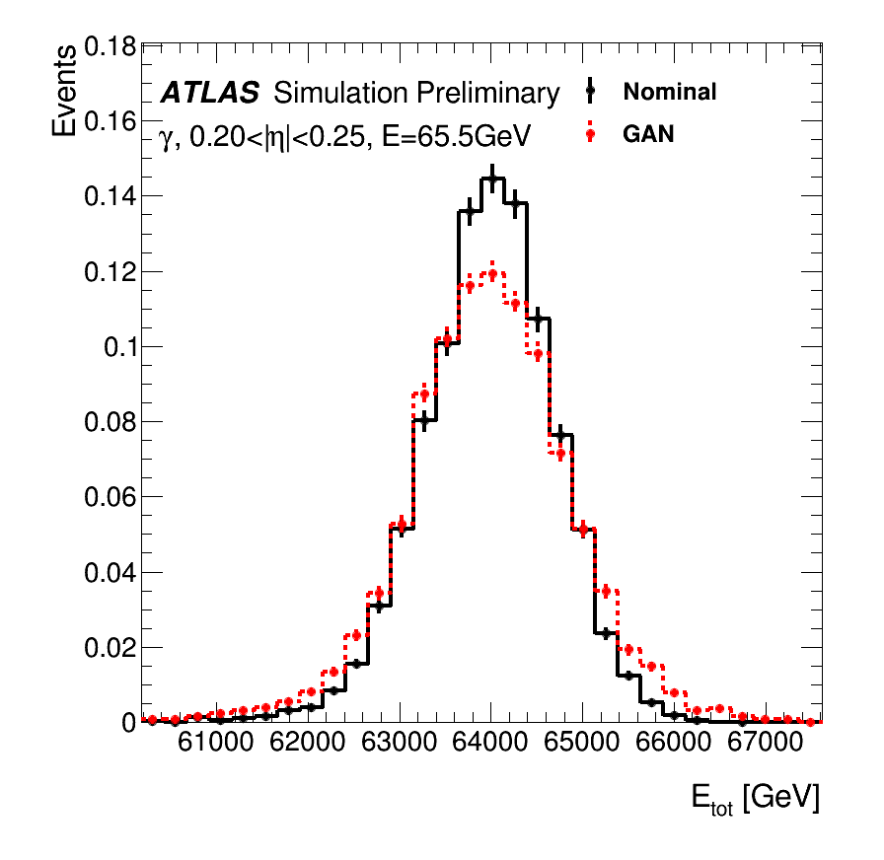 Events
0.18
0.16
0.14
0.12
0.1
0.08
0.06
0.04
0.02
0
ATLAS Simulation Preliminary
γ, 0.20<|η|<0.25, E=65.5GeV
Nominal
GAN
61000 62000 63000 64000 65000 66000 67000
E_tot [GeV]